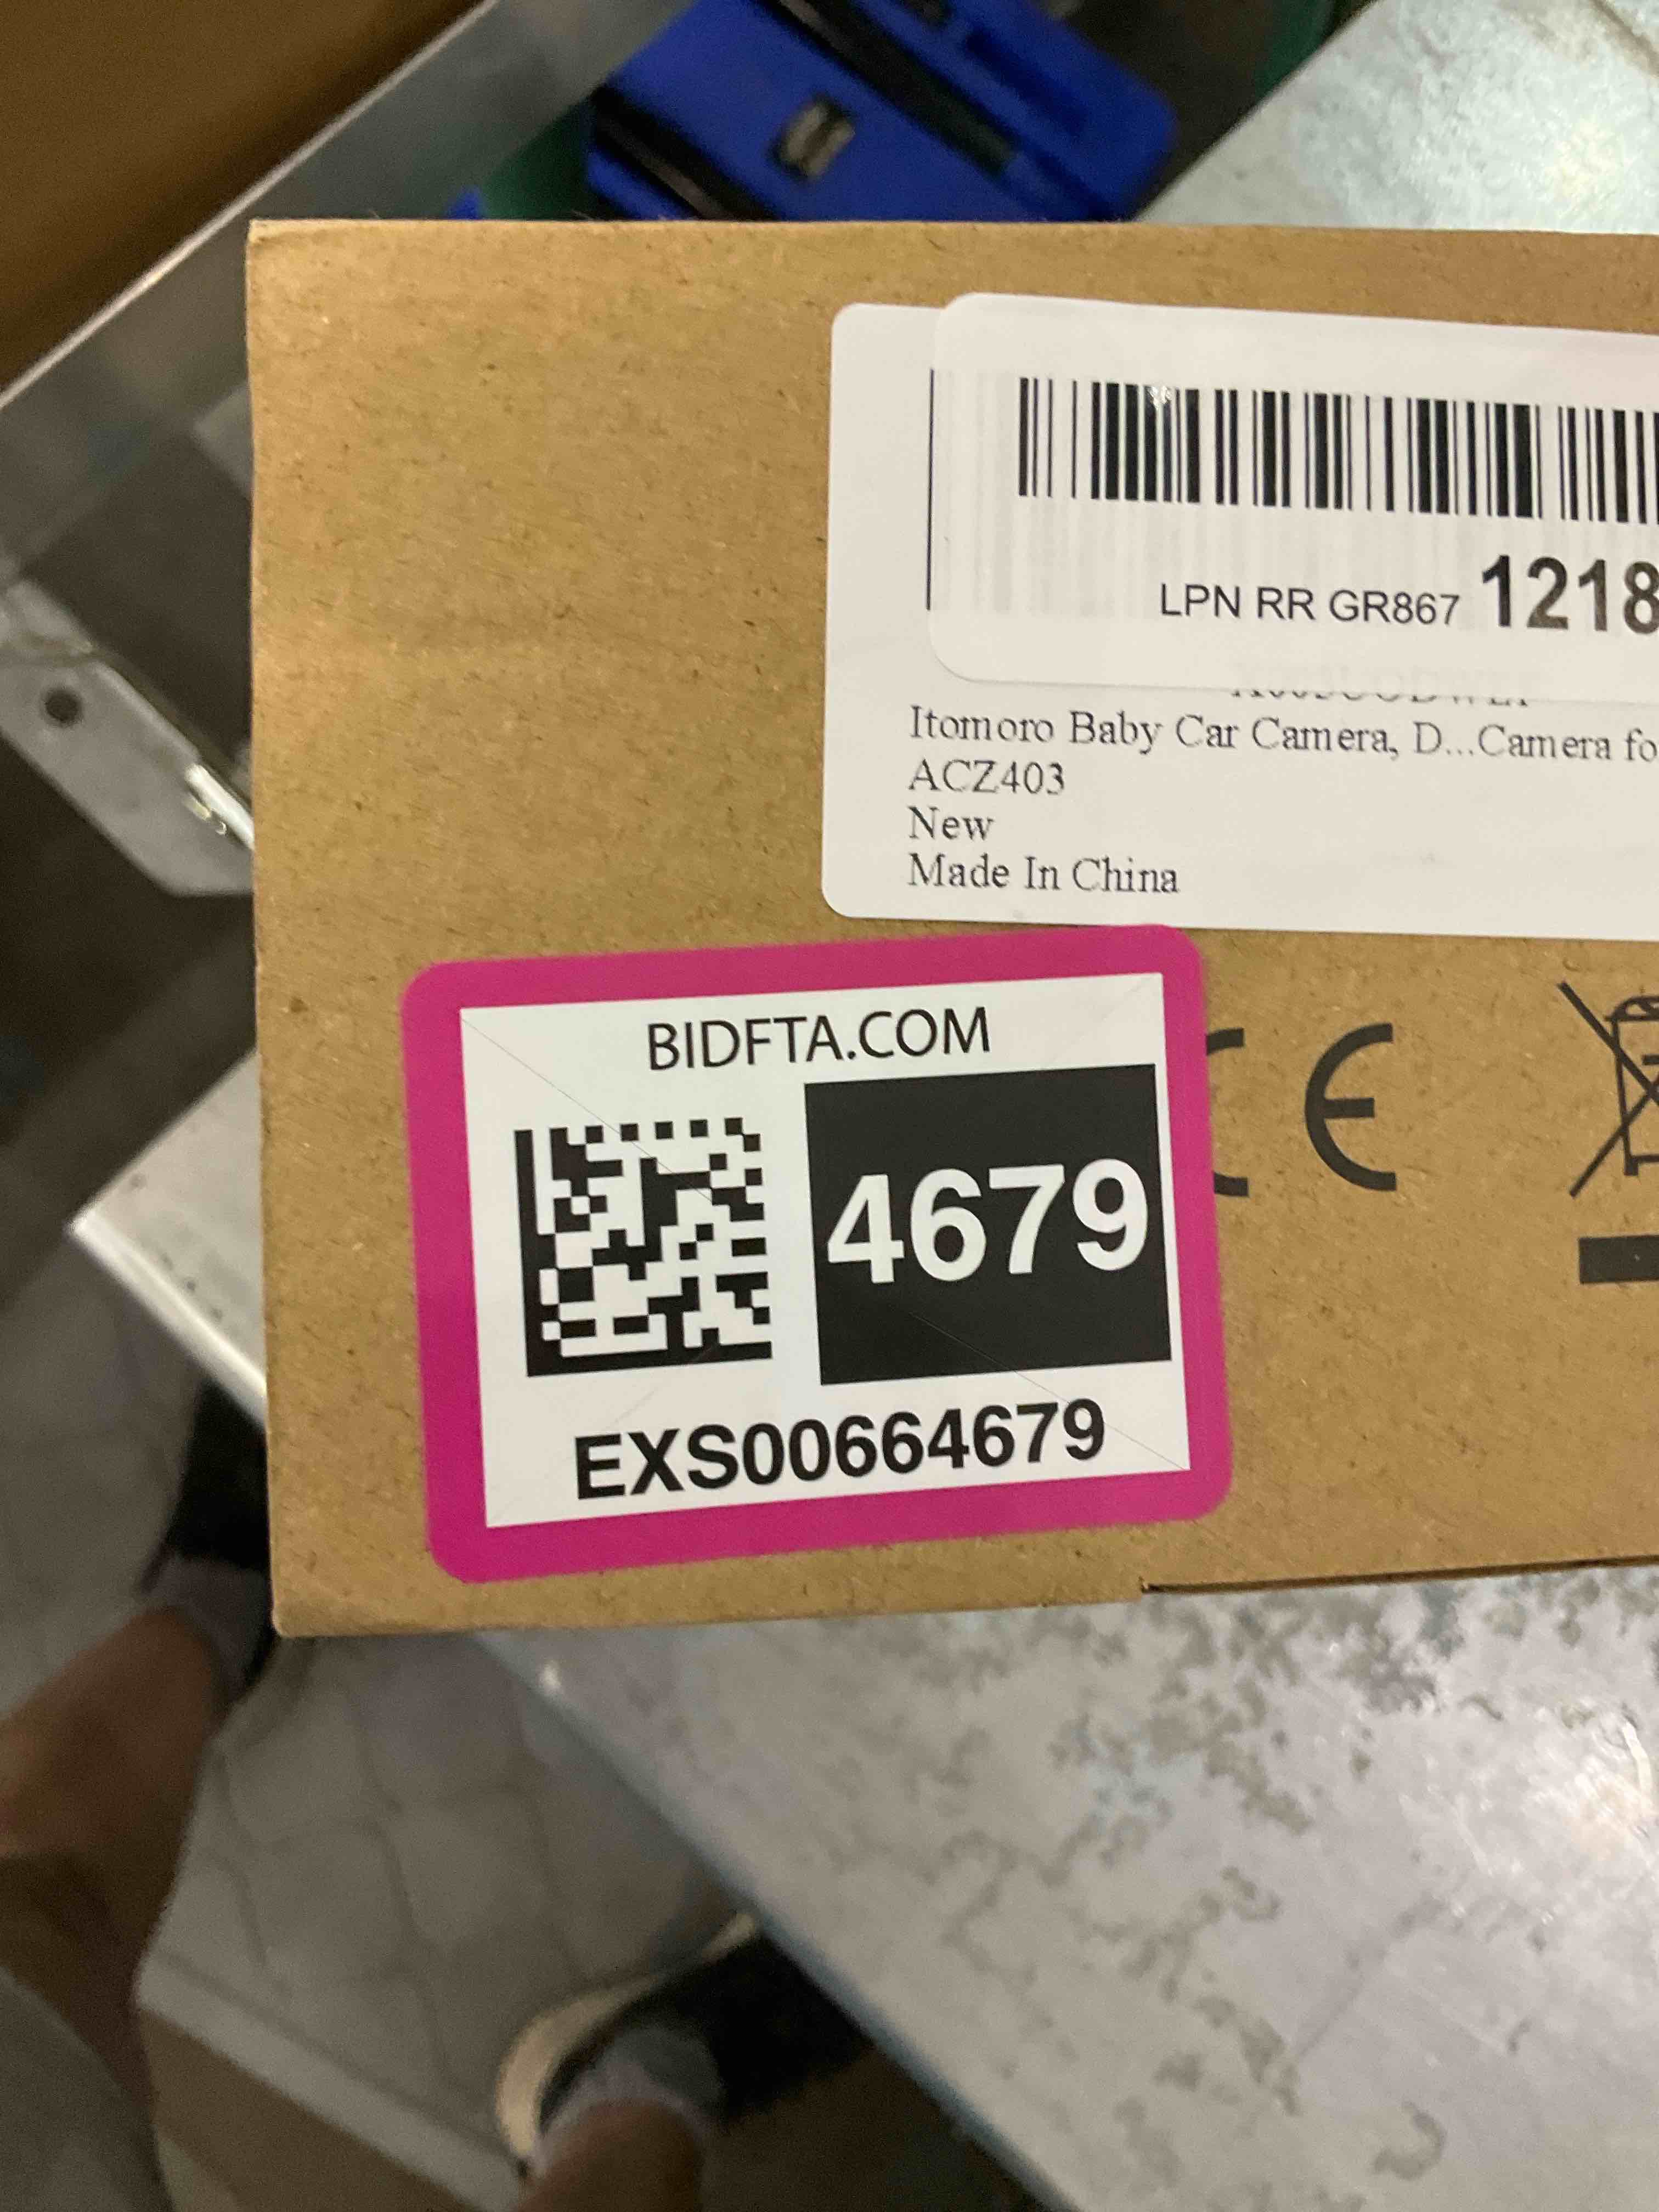 LPN RR GR867 1218
Itomoro Baby Car Camera, D...Camera fo
ACZ403
New
Made In China
BIDFTA.COM
4679
EXS00664679
CE